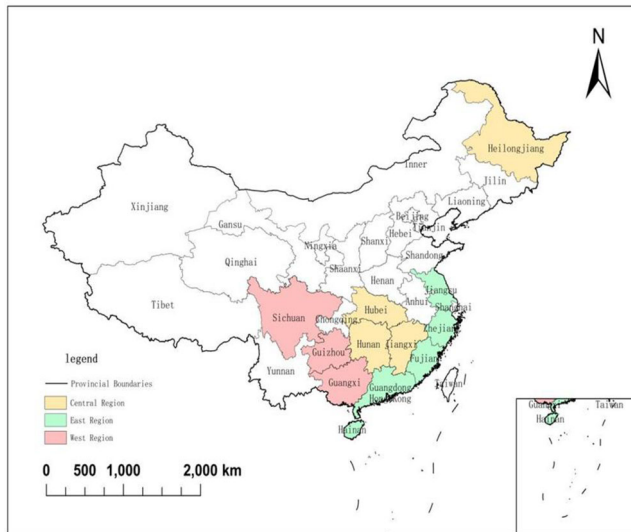 N
Heilongjiang
Inner
Jilin
Xinjiang
Liaoning
Beijing
Tianjin
Gansu
Hebei
Ningxia
Shanxi
Shandong
Qinghai
Shaanxi
Henan
Jiangsu
Tibet
Anhui
Shanghai
Sichuan
Chongqing
Hubei
Zhejiang
Hunan
Jiangxi
Guizhou
Fujian
Yunnan
Guangxi
Guangdong
Hongkong
Taiwan
Hainan
legend
Provincial Boundaries
Central Region
East Region
West Region
0 500 1,000 2,000 km
Guangxi
Taiwan
Hainan